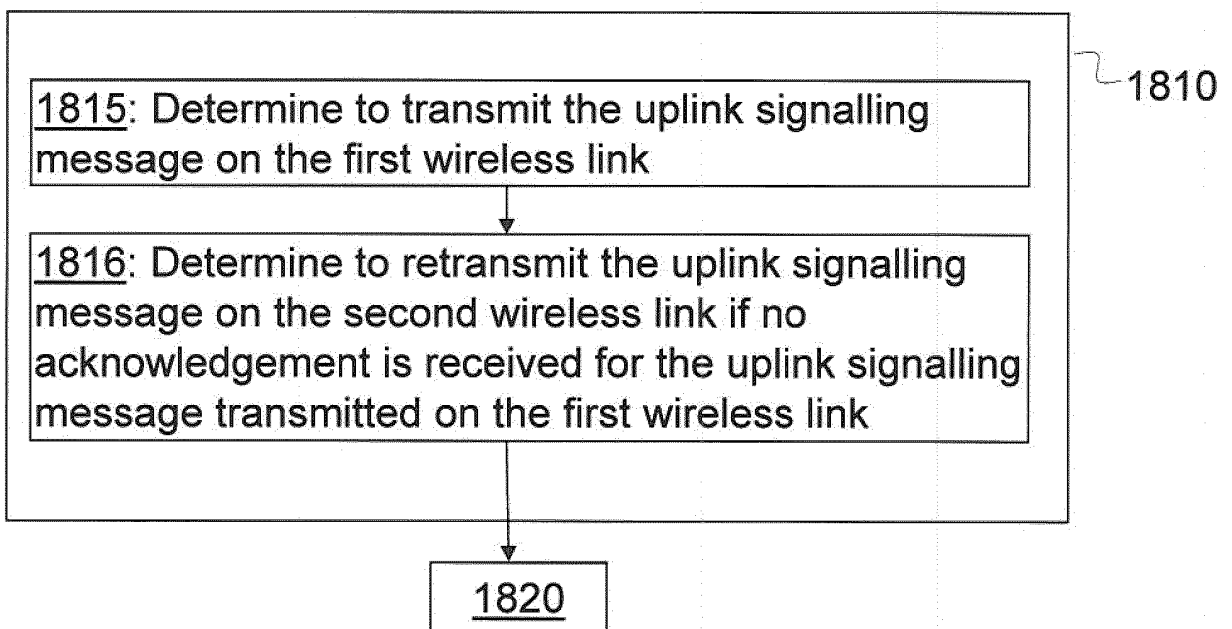 1810
1815: Determine to transmit the uplink signalling
message on the first wireless link
1816: Determine to retransmit the uplink signalling
message on the second wireless link if no
acknowledgement is received for the uplink signalling
message transmitted on the first wireless link
1820